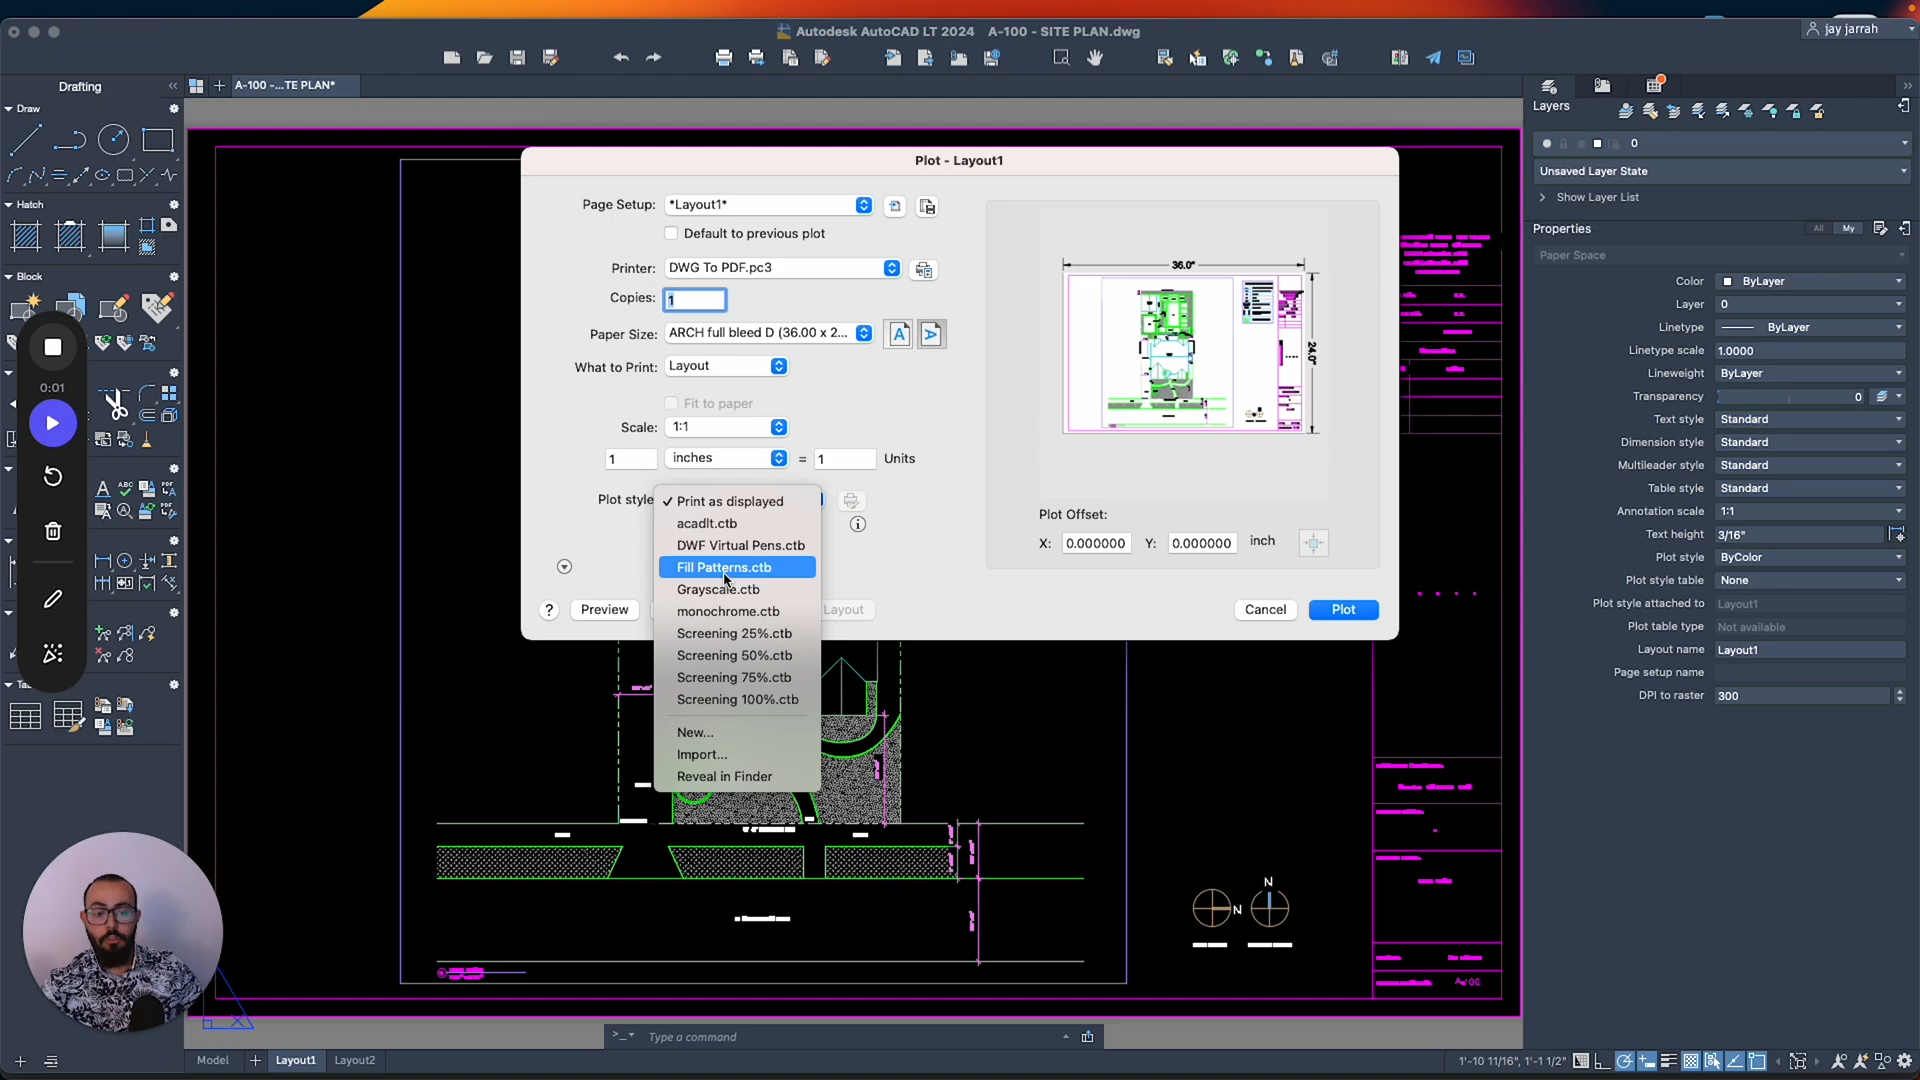 Autodesk AutoCAD LT 2024 A-100 - SITE PLAN.dwg
jay jarrah
Drafting
A-100 -...TE PLAN*
Draw
Hatch
Block
0:01
Plot - Layout1
Page Setup: *Layout1*
Default to previous plot
Printer: DWG To PDF.pc3
Copies: 1
Paper Size: ARCH full bleed D (36.00 x 2...
What to Print: Layout
Fit to paper
Scale: 1:1
1 inches = 1 Units
Plot style
✓ Print as displayed
acadlt.ctb
DWF Virtual Pens.ctb
Fill Patterns.ctb
Grayscale.ctb
monochrome.ctb
Screening 25%.ctb
Screening 50%.ctb
Screening 75%.ctb
Screening 100%.ctb
New...
Import...
Reveal in Finder
36.0"
24.0"
Plot Offset:
X: 0.000000 Y: 0.000000 inch
? Preview Layout Cancel Plot
N
N
A-100
Layers
0
Unsaved Layer State
Show Layer List
Properties All My
Paper Space
Color ByLayer
Layer 0
Linetype ByLayer
Linetype scale 1.0000
Lineweight ByLayer
Transparency 0
Text style Standard
Dimension style Standard
Multileader style Standard
Table style Standard
Annotation scale 1:1
Text height 3/16"
Plot style ByColor
Plot style table None
Plot style attached to Layout1
Plot table type Not available
Layout name Layout1
Page setup name
DPI to raster 300
>_ Type a command
Model + Layout1 Layout2
1'-10 11/16", 1'-1 1/2"